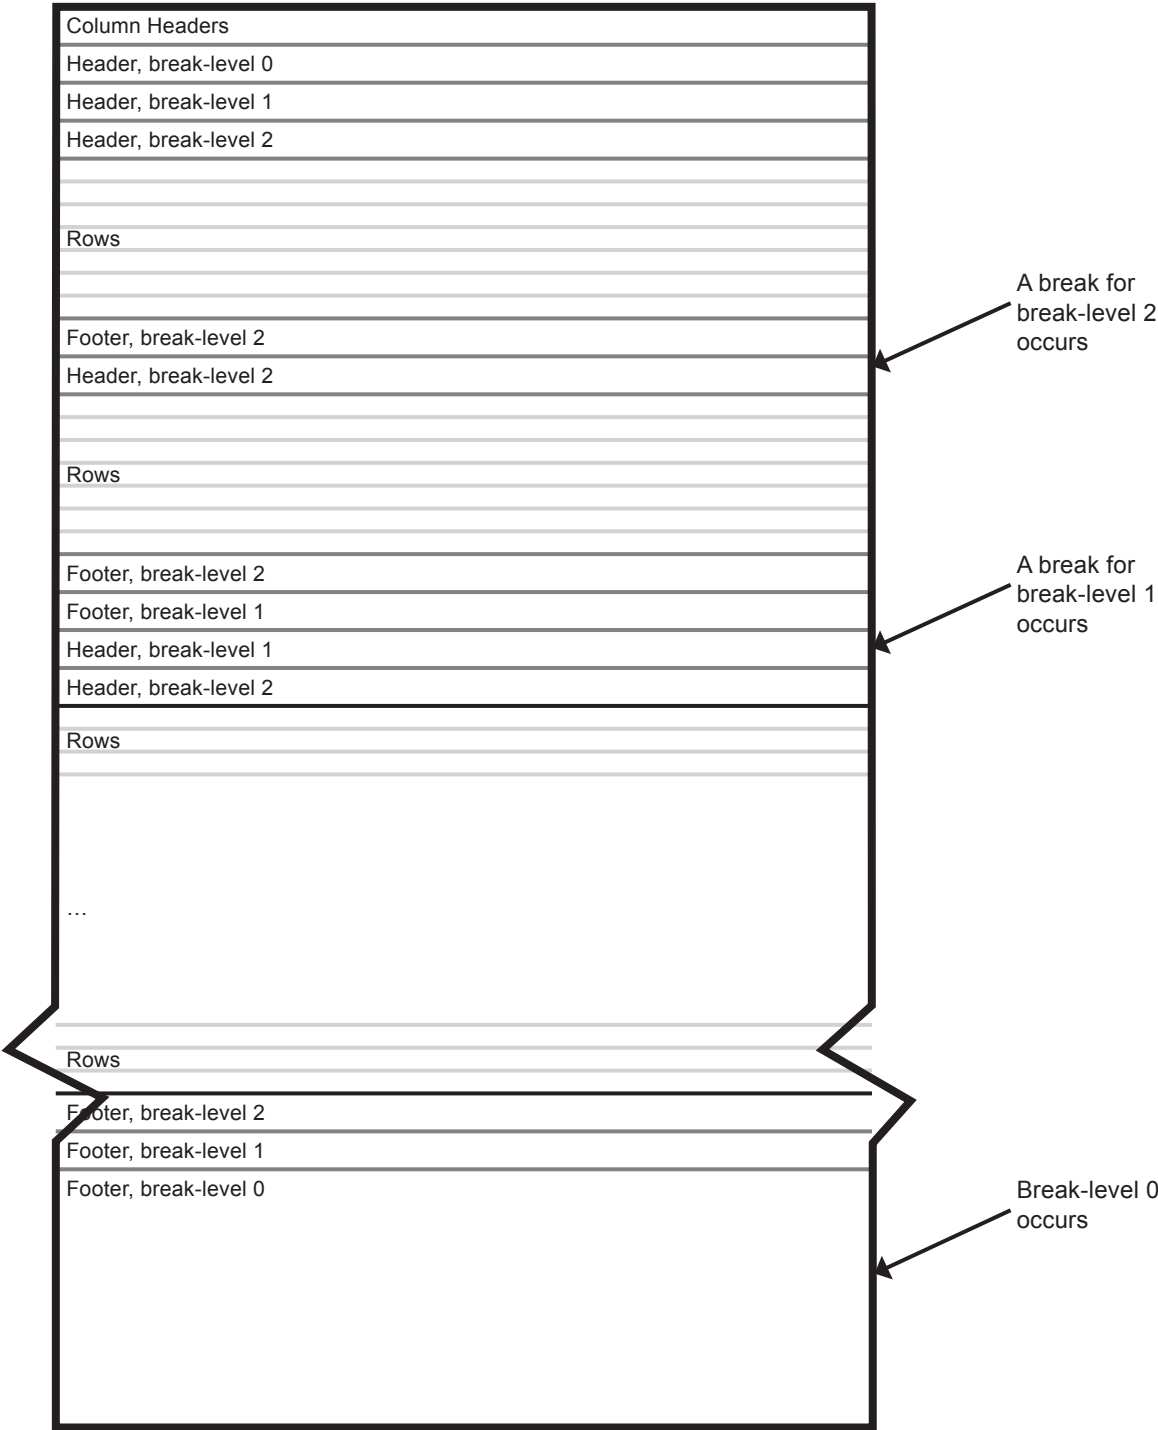 Column Headers
Header, break-level 0
Header, break-level 1
Header, break-level 2
Rows
A break for
break-level 2
occurs
Footer, break-level 2
Header, break-level 2
Rows
A break for
break-level 1
occurs
Footer, break-level 2
Footer, break-level 1
Header, break-level 1
Header, break-level 2
Rows
…
Rows
Footer, break-level 2
Footer, break-level 1
Footer, break-level 0
Break-level 0
occurs